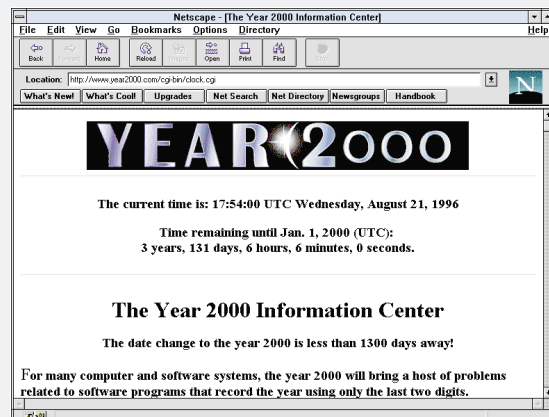 Netscape - [The Year 2000 Information Center]
File Edit View Go Bookmarks Options Directory Help
Back Forward Home Reload Images Open Print Find Stop
Location: http://www.year2000.com/cgi-bin/clock.cgi
What's New! What's Cool! Upgrades Net Search Net Directory Newsgroups Handbook
N
YEAR 2000
The current time is: 17:54:00 UTC Wednesday, August 21, 1996
Time remaining until Jan. 1, 2000 (UTC):
3 years, 131 days, 6 hours, 6 minutes, 0 seconds.
The Year 2000 Information Center
The date change to the year 2000 is less than 1300 days away!
For many computer and software systems, the year 2000 will bring a host of problems
related to software programs that record the year using only the last two digits.